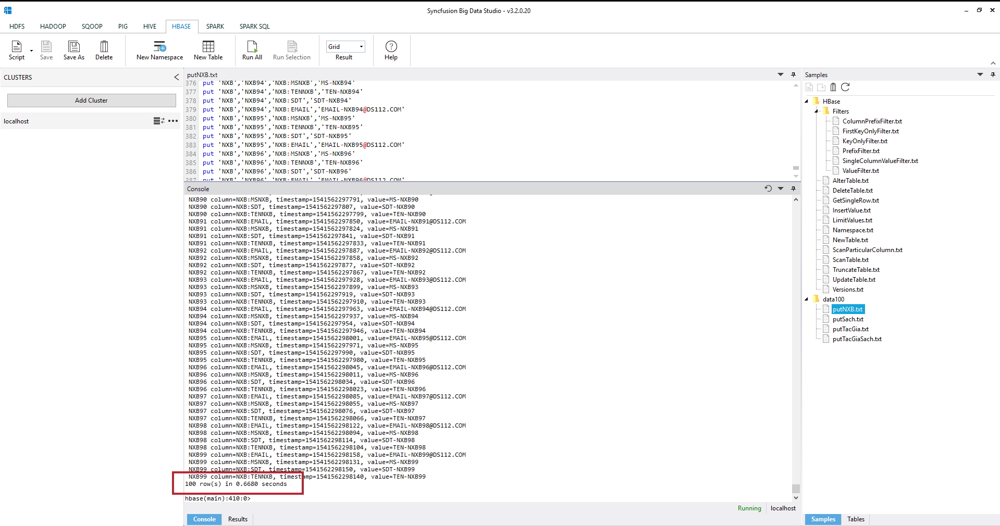 Syncfusion Big Data Studio - v3.2.0.20
HDFS HADOOP SQOOP PIG HIVE HBASE SPARK SPARK SQL
Script Save Save As Delete New Namespace New Table Run All Run Selection Grid Result Help
CLUSTERS
Add Cluster
localhost
putNXB.txt
376 put 'NXB','NXB94','NXB:MSNXB','MS-NXB94'
377 put 'NXB','NXB94','NXB:TENNXB','TEN-NXB94'
378 put 'NXB','NXB94','NXB:SDT','SDT-NXB94'
379 put 'NXB','NXB94','NXB:EMAIL','EMAIL-NXB94@DS112.COM'
380 put 'NXB','NXB95','NXB:MSNXB','MS-NXB95'
381 put 'NXB','NXB95','NXB:TENNXB','TEN-NXB95'
382 put 'NXB','NXB95','NXB:SDT','SDT-NXB95'
383 put 'NXB','NXB95','NXB:EMAIL','EMAIL-NXB95@DS112.COM'
384 put 'NXB','NXB96','NXB:MSNXB','MS-NXB96'
385 put 'NXB','NXB96','NXB:TENNXB','TEN-NXB96'
386 put 'NXB','NXB96','NXB:SDT','SDT-NXB96'
387 put 'NXB','NXB96','NXB:EMAIL','EMAIL-NXB96@DS112.COM'
Console
NXB90 column=NXB:MSNXB, timestamp=1541562297791, value=MS-NXB90
NXB90 column=NXB:SDT, timestamp=1541562297807, value=SDT-NXB90
NXB90 column=NXB:TENNXB, timestamp=1541562297799, value=TEN-NXB90
NXB91 column=NXB:EMAIL, timestamp=1541562297850, value=EMAIL-NXB91@DS112.COM
NXB91 column=NXB:MSNXB, timestamp=1541562297824, value=MS-NXB91
NXB91 column=NXB:SDT, timestamp=1541562297841, value=SDT-NXB91
NXB91 column=NXB:TENNXB, timestamp=1541562297833, value=TEN-NXB91
NXB92 column=NXB:EMAIL, timestamp=1541562297887, value=EMAIL-NXB92@DS112.COM
NXB92 column=NXB:MSNXB, timestamp=1541562297858, value=MS-NXB92
NXB92 column=NXB:SDT, timestamp=1541562297877, value=SDT-NXB92
NXB92 column=NXB:TENNXB, timestamp=1541562297867, value=TEN-NXB92
NXB93 column=NXB:EMAIL, timestamp=1541562297928, value=EMAIL-NXB93@DS112.COM
NXB93 column=NXB:MSNXB, timestamp=1541562297899, value=MS-NXB93
NXB93 column=NXB:SDT, timestamp=1541562297919, value=SDT-NXB93
NXB93 column=NXB:TENNXB, timestamp=1541562297910, value=TEN-NXB93
NXB94 column=NXB:EMAIL, timestamp=1541562297963, value=EMAIL-NXB94@DS112.COM
NXB94 column=NXB:MSNXB, timestamp=1541562297937, value=MS-NXB94
NXB94 column=NXB:SDT, timestamp=1541562297954, value=SDT-NXB94
NXB94 column=NXB:TENNXB, timestamp=1541562297946, value=TEN-NXB94
NXB95 column=NXB:EMAIL, timestamp=1541562298001, value=EMAIL-NXB95@DS112.COM
NXB95 column=NXB:MSNXB, timestamp=1541562297971, value=MS-NXB95
NXB95 column=NXB:SDT, timestamp=1541562297990, value=SDT-NXB95
NXB95 column=NXB:TENNXB, timestamp=1541562297980, value=TEN-NXB95
NXB96 column=NXB:EMAIL, timestamp=1541562298045, value=EMAIL-NXB96@DS112.COM
NXB96 column=NXB:MSNXB, timestamp=1541562298011, value=MS-NXB96
NXB96 column=NXB:SDT, timestamp=1541562298034, value=SDT-NXB96
NXB96 column=NXB:TENNXB, timestamp=1541562298023, value=TEN-NXB96
NXB97 column=NXB:EMAIL, timestamp=1541562298085, value=EMAIL-NXB97@DS112.COM
NXB97 column=NXB:MSNXB, timestamp=1541562298055, value=MS-NXB97
NXB97 column=NXB:SDT, timestamp=1541562298076, value=SDT-NXB97
NXB97 column=NXB:TENNXB, timestamp=1541562298066, value=TEN-NXB97
NXB98 column=NXB:EMAIL, timestamp=1541562298122, value=EMAIL-NXB98@DS112.COM
NXB98 column=NXB:MSNXB, timestamp=1541562298094, value=MS-NXB98
NXB98 column=NXB:SDT, timestamp=1541562298114, value=SDT-NXB98
NXB98 column=NXB:TENNXB, timestamp=1541562298104, value=TEN-NXB98
NXB99 column=NXB:EMAIL, timestamp=1541562298158, value=EMAIL-NXB99@DS112.COM
NXB99 column=NXB:MSNXB, timestamp=1541562298131, value=MS-NXB99
NXB99 column=NXB:SDT, timestamp=1541562298150, value=SDT-NXB99
NXB99 column=NXB:TENNXB, timestamp=1541562298140, value=TEN-NXB99
100 row(s) in 0.6680 seconds
hbase(main):410:0>
Running localhost
Console Results
Samples
HBase
Filters
ColumnPrefixFilter.txt
FirstKeyOnlyFilter.txt
KeyOnlyFilter.txt
PrefixFilter.txt
SingleColumnValueFilter.txt
ValueFilter.txt
AlterTable.txt
DeleteTable.txt
GetSingleRow.txt
InsertValue.txt
LimitValues.txt
Namespace.txt
NewTable.txt
ScanParticularColumn.txt
ScanTable.txt
TruncateTable.txt
UpdateTable.txt
Versions.txt
data100
putNXB.txt
putSach.txt
putTacGia.txt
putTacGiaSach.txt
Samples Tables